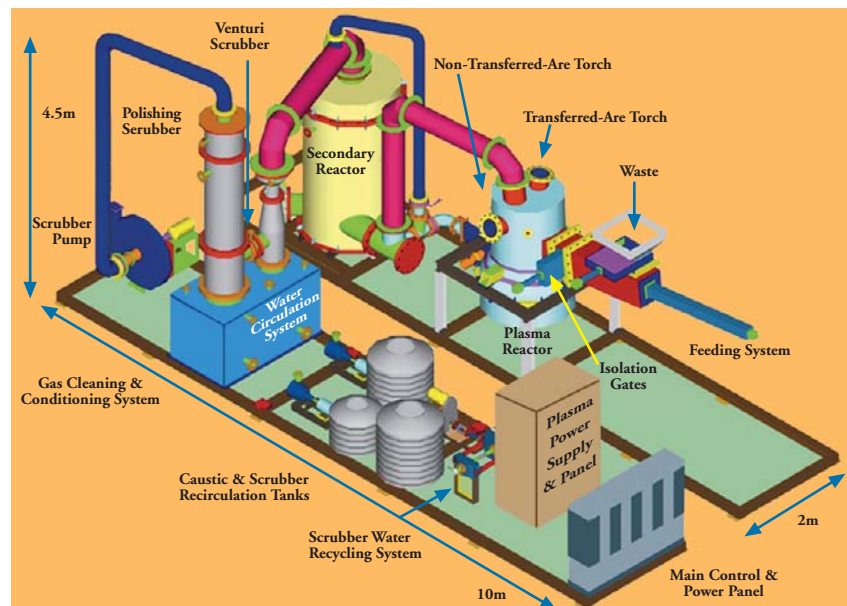 Venturi
Scrubber
Non-Transferred-Are Torch
4.5m
Polishing
Serubber
Transferred-Are Torch
Secondary
Reactor
Waste
Scrubber
Pump
Water
Circulation
System
Plasma
Reactor
Feeding System
Isolation
Gates
Gas Cleaning &
Conditioning System
Plasma
Power
Supply
& Panel
Caustic & Scrubber
Recirculation Tanks
2m
Scrubber Water
Recycling System
Main Control &
Power Panel
10m